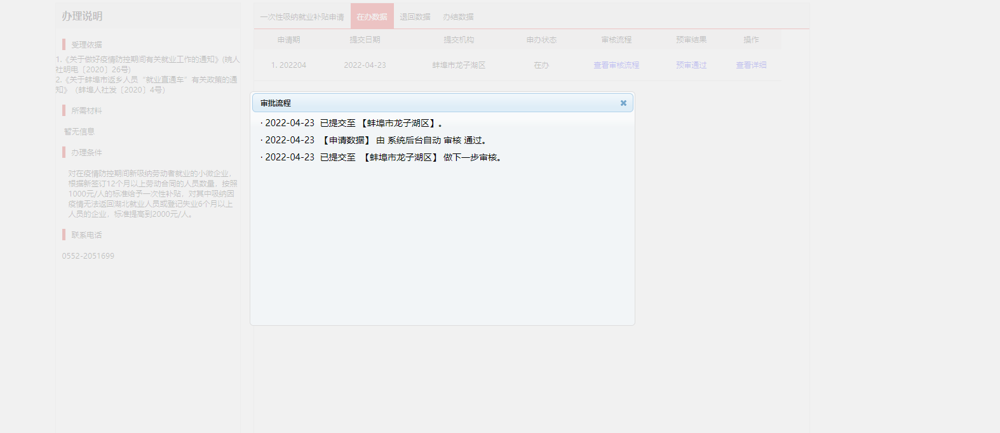 办理说明
受理依据
1.《关于做好疫情防控期间有关就业工作的通知》(皖人
社明电〔2020〕26号)
2.《关于蚌埠市返乡人员“就业直通车”有关政策的通
知》（蚌埠人社发〔2020〕4号）
所需材料
暂无信息
办理条件
对在疫情防控期间新吸纳劳动者就业的小微企业，
根据新签订12个月以上劳动合同的人员数量，按照
1000元/人的标准给予一次性补贴，对其中吸纳因
疫情无法返回湖北就业人员或登记失业6个月以上
人员的企业，标准提高到2000元/人。
联系电话
0552-2051699
一次性吸纳就业补贴申请 在办数据 退回数据 办结数据
申请期 提交日期 提交机构 申办状态 审核流程 预审结果 操作
1. 202204 2022-04-23 蚌埠市龙子湖区 在办 查看审核流程 预审通过 查看详细
审批流程
· 2022-04-23 已提交至 【蚌埠市龙子湖区】。
· 2022-04-23 【申请数据】 由 系统后台自动 审核 通过。
· 2022-04-23 已提交至 【蚌埠市龙子湖区】 做下一步审核。